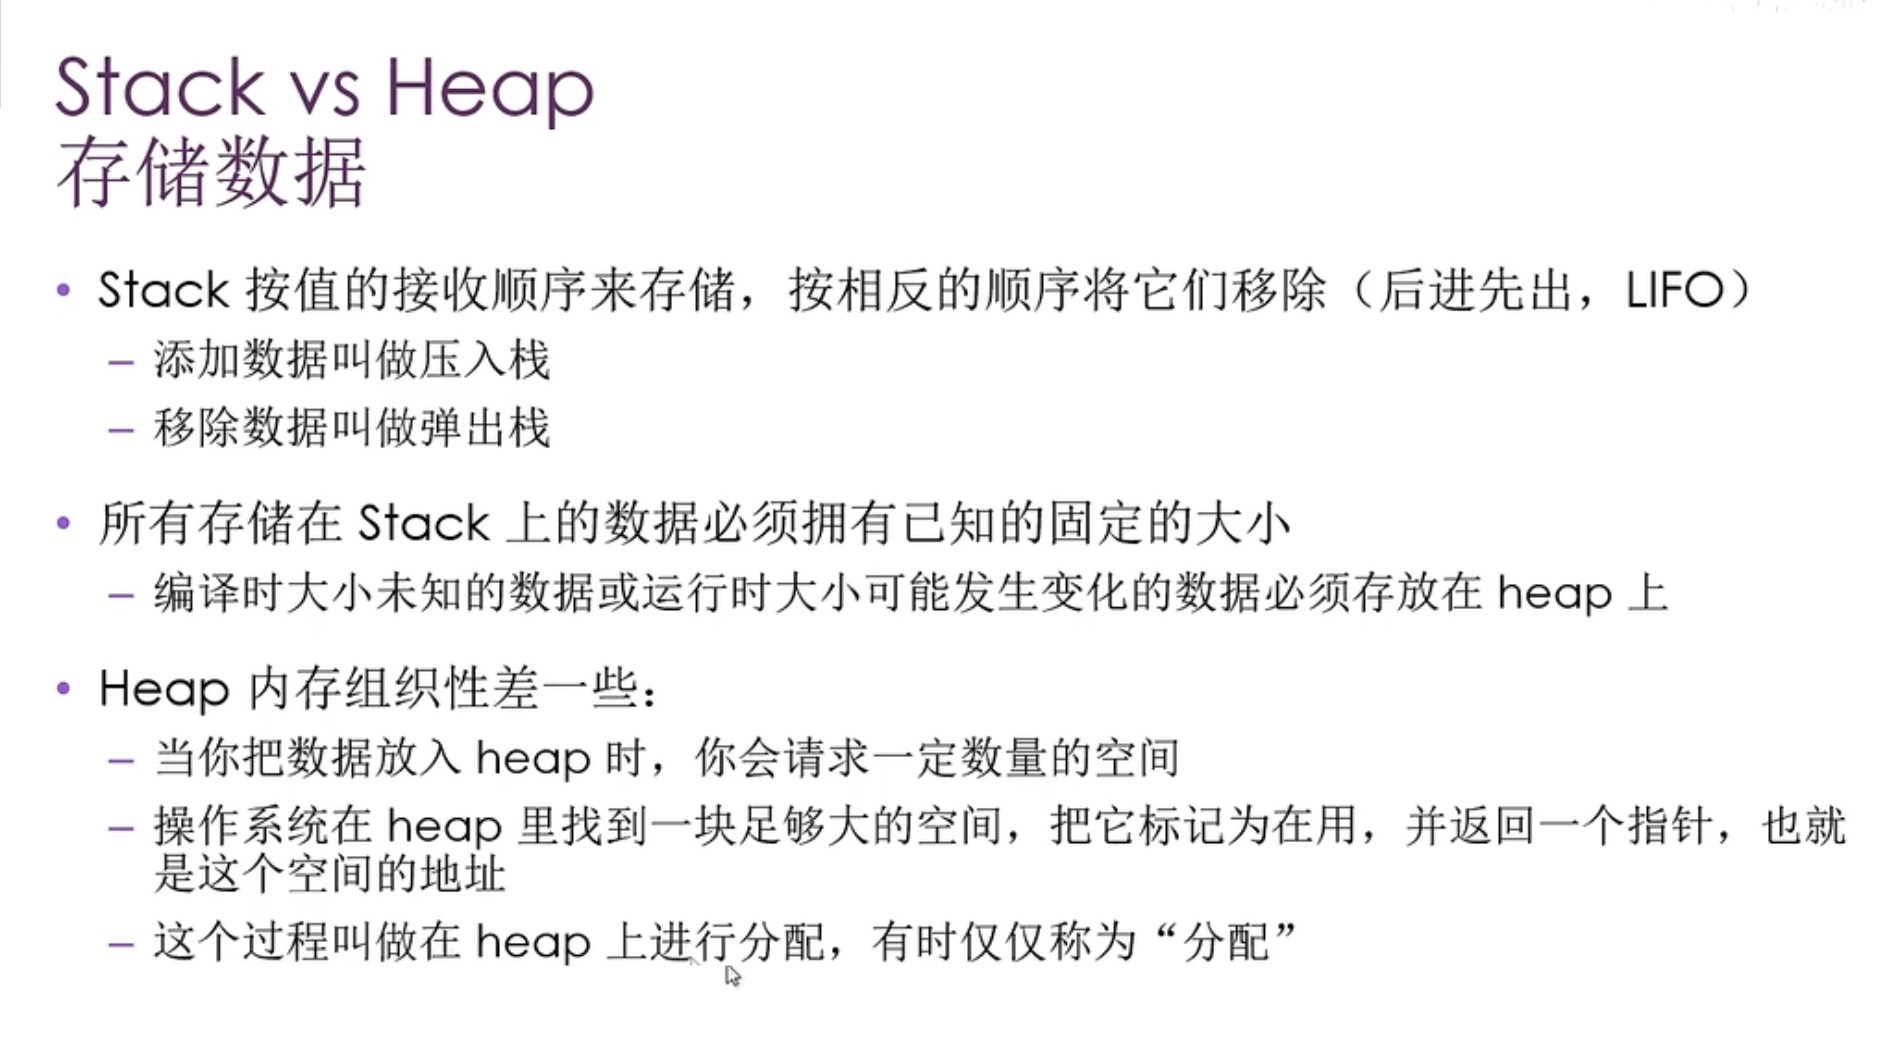 Stack vs Heap
存储数据
• Stack 按值的接收顺序来存储，按相反的顺序将它们移除（后进先出，LIFO）
– 添加数据叫做压入栈
– 移除数据叫做弹出栈
• 所有存储在 Stack 上的数据必须拥有已知的固定的大小
– 编译时大小未知的数据或运行时大小可能发生变化的数据必须存放在 heap 上
• Heap 内存组织性差一些：
– 当你把数据放入 heap 时，你会请求一定数量的空间
– 操作系统在 heap 里找到一块足够大的空间，把它标记为在用，并返回一个指针，也就
是这个空间的地址
– 这个过程叫做在 heap 上进行分配，有时仅仅称为“分配”